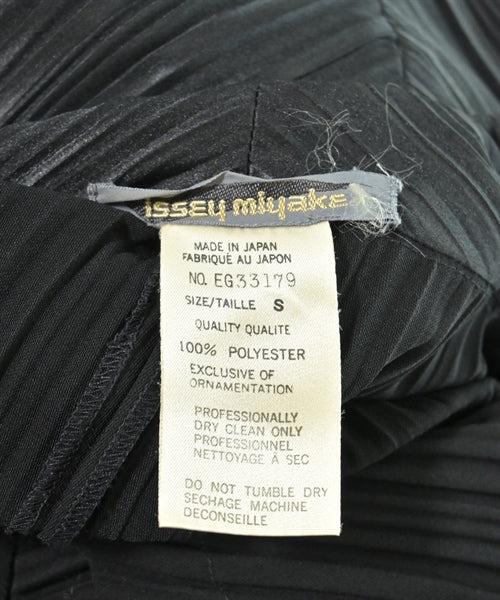 ISSEY miyake
MADE IN JAPAN
FABRIQUÉ AU JAPON
NO. EG33179
SIZE/TAILLE S
QUALITY QUALITÉ
100% POLYESTER
EXCLUSIVE OF
ORNAMENTATION
PROFESSIONALLY
DRY CLEAN ONLY
PROFESSIONNEL
NETTOYAGE À SEC
DO NOT TUMBLE DRY
SECHAGE MACHINE
DECONSEILLE